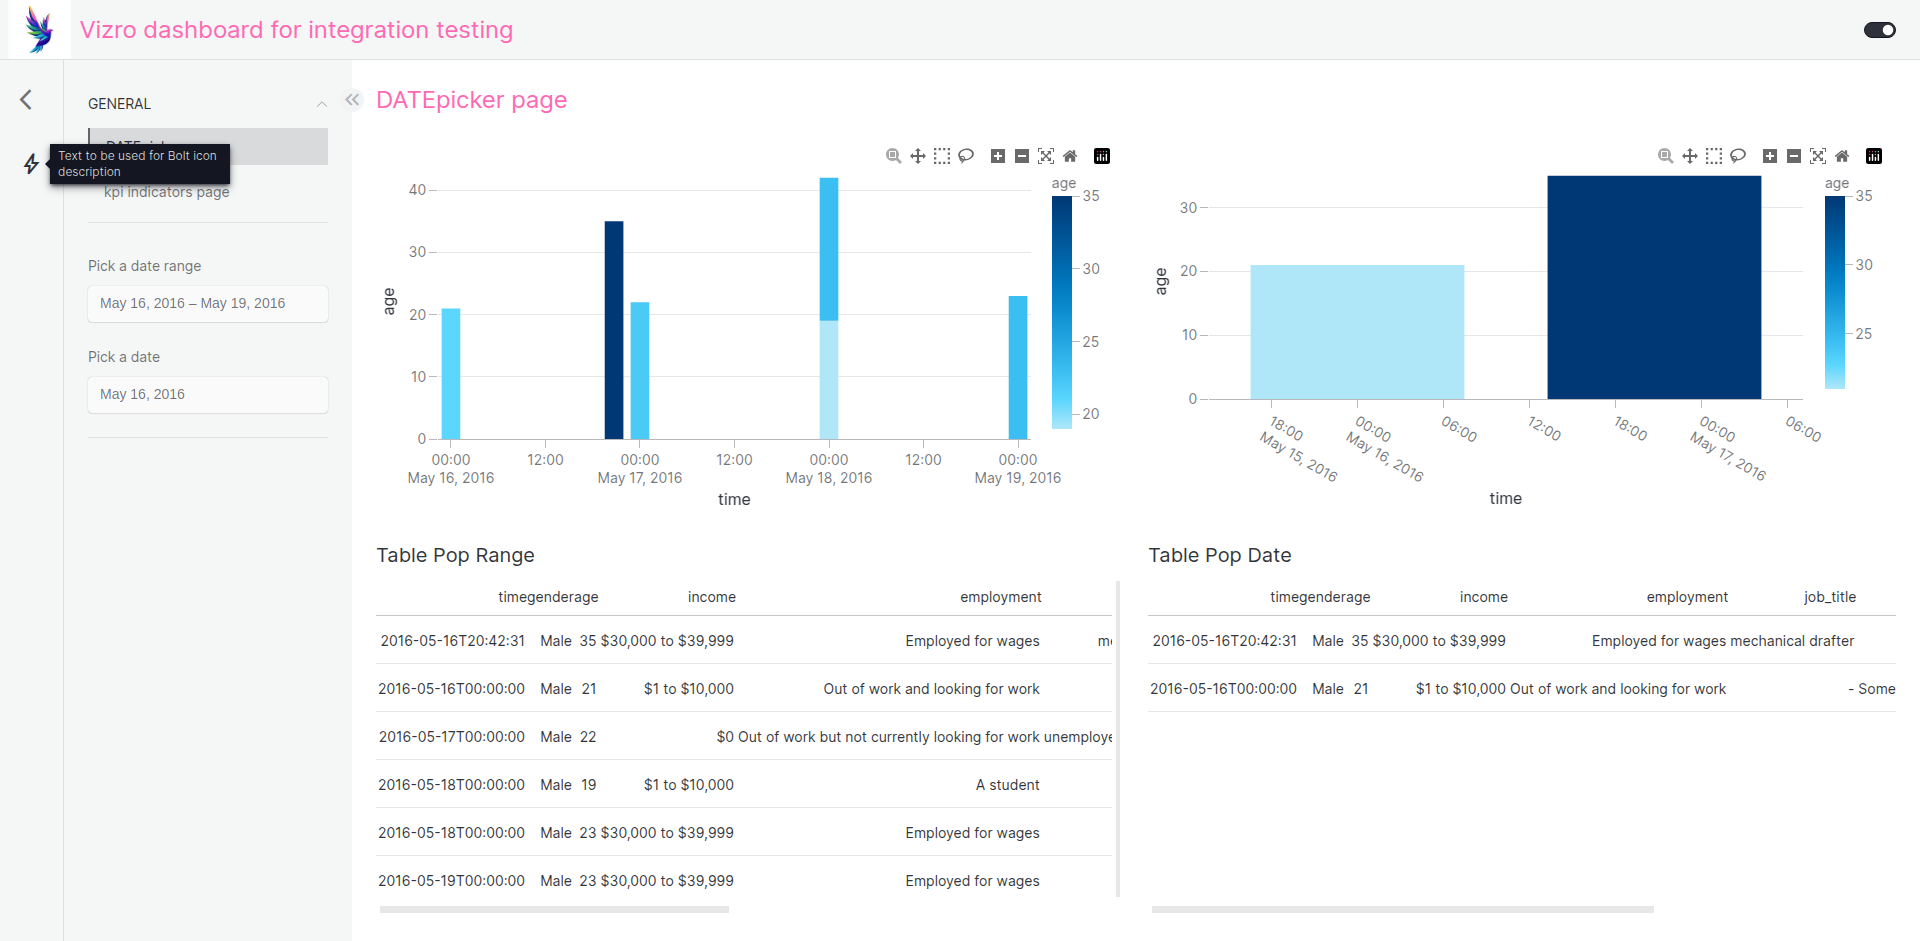 Vizro dashboard for integration testing
GENERAL
Text to be used for Bolt icon
description
kpi indicators page
Pick a date range
May 16, 2016 – May 19, 2016
Pick a date
May 16, 2016
DATEpicker page
age
40
30
20
10
0
00:00
May 16, 2016
12:00
00:00
May 17, 2016
12:00
00:00
May 18, 2016
12:00
00:00
May 19, 2016
time
age
35
30
25
20
age
30
20
10
0
18:00
May 15, 2016
00:00
May 16, 2016
06:00
12:00
18:00
00:00
May 17, 2016
06:00
time
age
35
30
25
Table Pop Range
time gender age income employment
2016-05-16T20:42:31 Male 35 $30,000 to $39,999 Employed for wages
2016-05-16T00:00:00 Male 21 $1 to $10,000 Out of work and looking for work
2016-05-17T00:00:00 Male 22 $0 Out of work but not currently looking for work unemploye
2016-05-18T00:00:00 Male 19 $1 to $10,000 A student
2016-05-18T00:00:00 Male 23 $30,000 to $39,999 Employed for wages
2016-05-19T00:00:00 Male 23 $30,000 to $39,999 Employed for wages
Table Pop Date
time gender age income employment job_title
2016-05-16T20:42:31 Male 35 $30,000 to $39,999 Employed for wages mechanical drafter
2016-05-16T00:00:00 Male 21 $1 to $10,000 Out of work and looking for work - Some